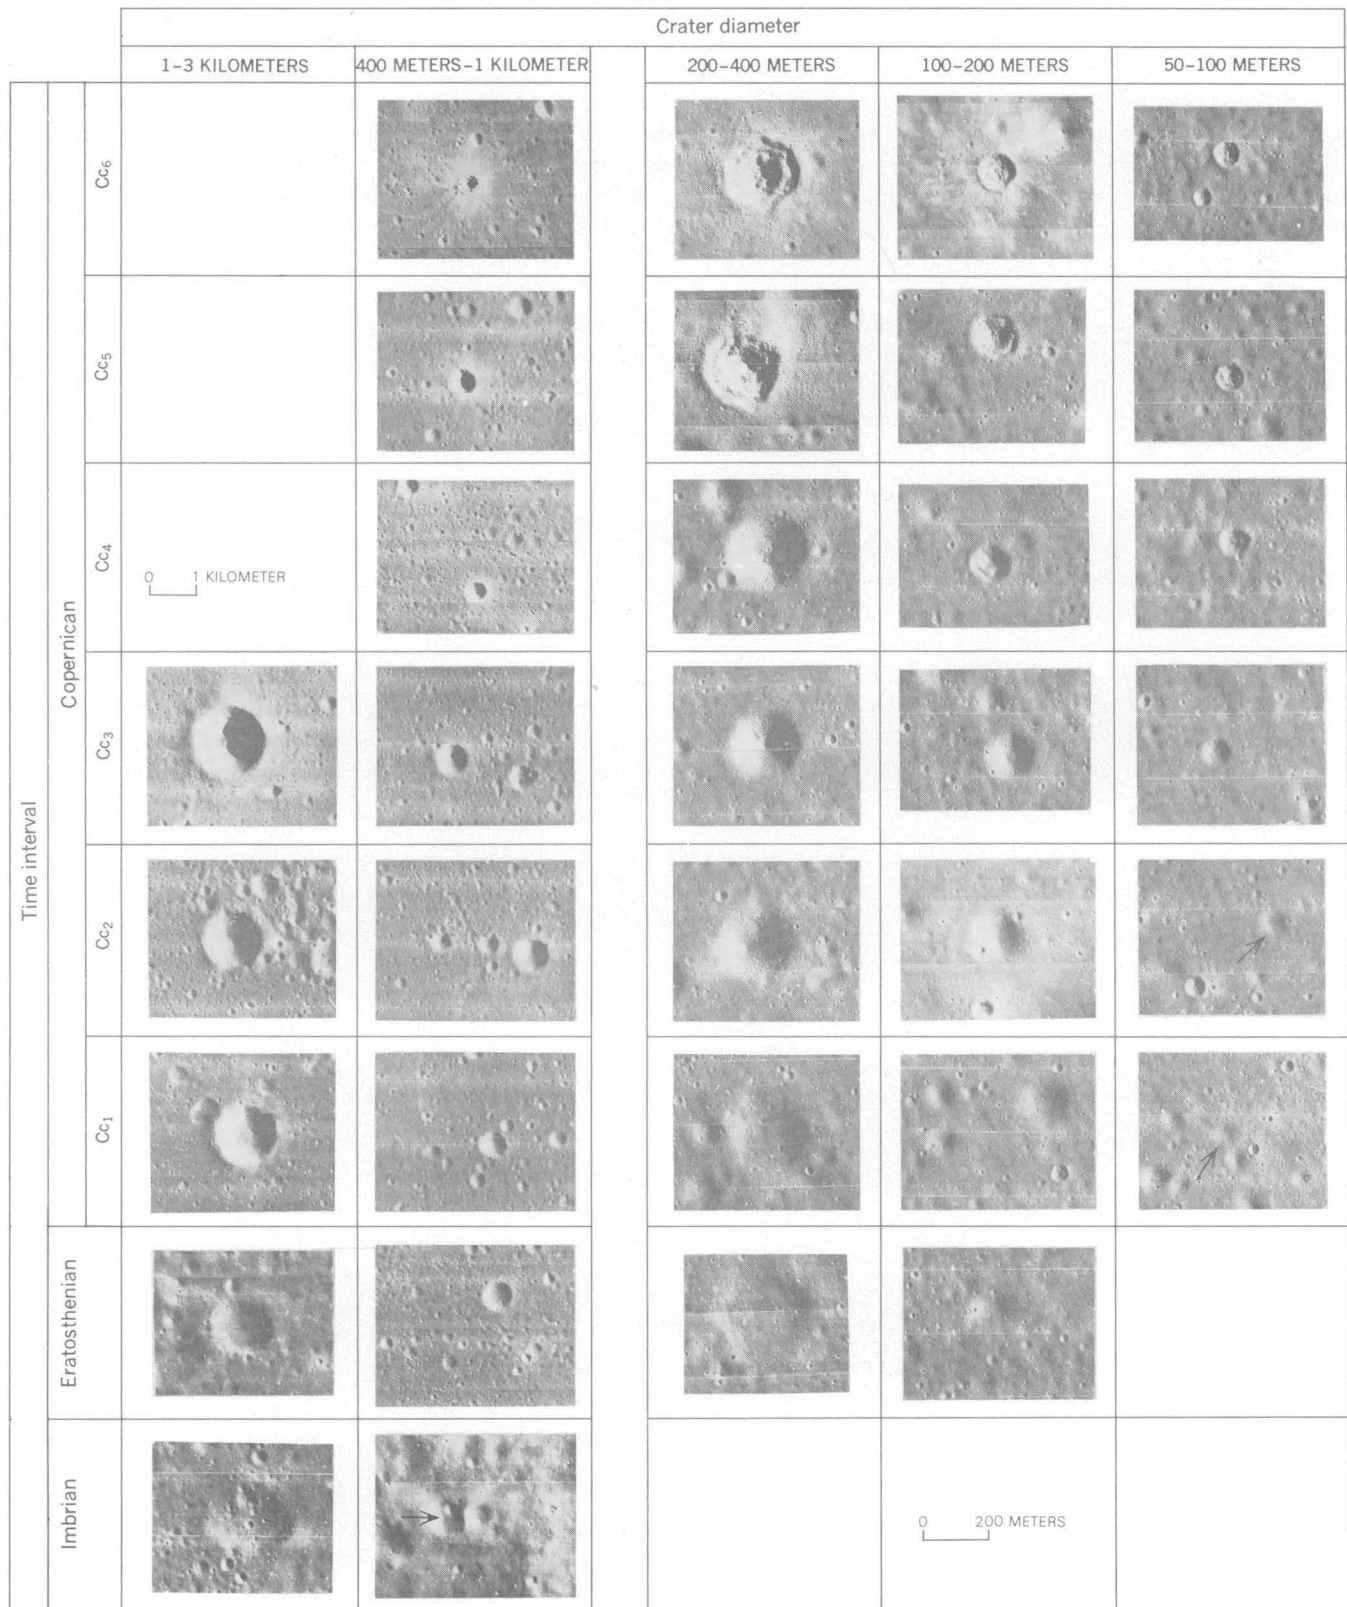 Crater diameter
1–3 KILOMETERS
400 METERS–1 KILOMETER
200–400 METERS
100–200 METERS
50–100 METERS
Time interval
Copernican
Cc6
Cc5
Cc4
0 1 KILOMETER
Cc3
Cc2
Cc1
Eratosthenian
Imbrian
0 200 METERS